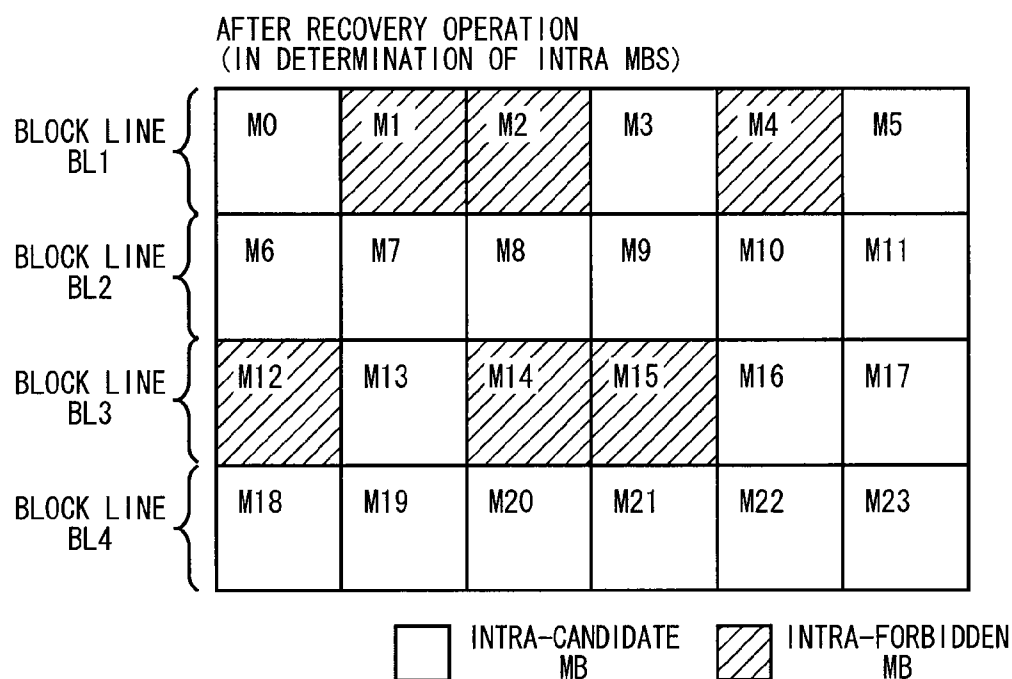 AFTER RECOVERY OPERATION
(IN DETERMINATION OF INTRA MBS)
BLOCK LINE
BL1
M0 M1 M2 M3 M4 M5
BLOCK LINE
BL2
M6 M7 M8 M9 M10 M11
BLOCK LINE
BL3
M12 M13 M14 M15 M16 M17
BLOCK LINE
BL4
M18 M19 M20 M21 M22 M23
INTRA-CANDIDATE
MB
INTRA-FORBIDDEN
MB